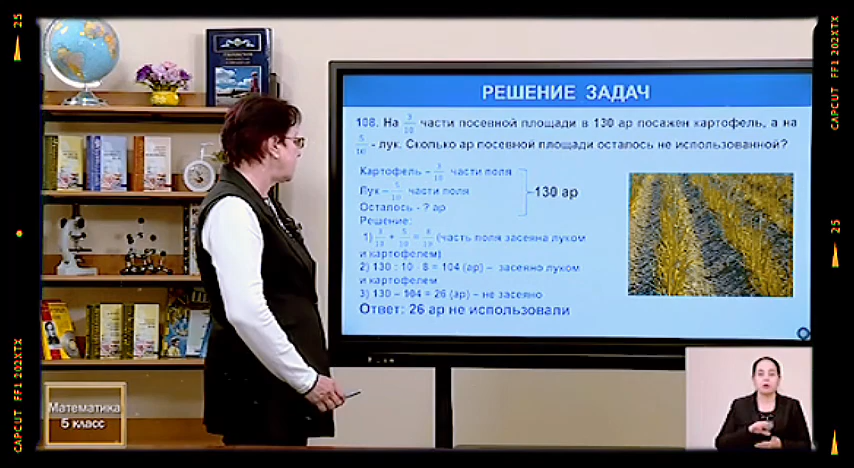 РЕШЕНИЕ ЗАДАЧ
108. На 3/10 части посевной площади в 130 ар посажен картофель, а на
5/10 - лук. Сколько ар посевной площади осталось не использованной?
Картофель – 3/10 части поля
Лук – 5/10 части поля
130 ар
Осталось - ? ар
Решение:
1) 3/10 + 5/10 = 8/10 (часть поля засеяна луком
и картофелем)
2) 130 : 10 · 8 = 104 (ар) – засеяно луком
и картофелем
3) 130 – 104 = 26 (ар) – не засеяно
Ответ: 26 ар не использовали
Математика
5 класс
25
CAPCUT FF1 202XTX
CAPCUT FF1 202XTX
25